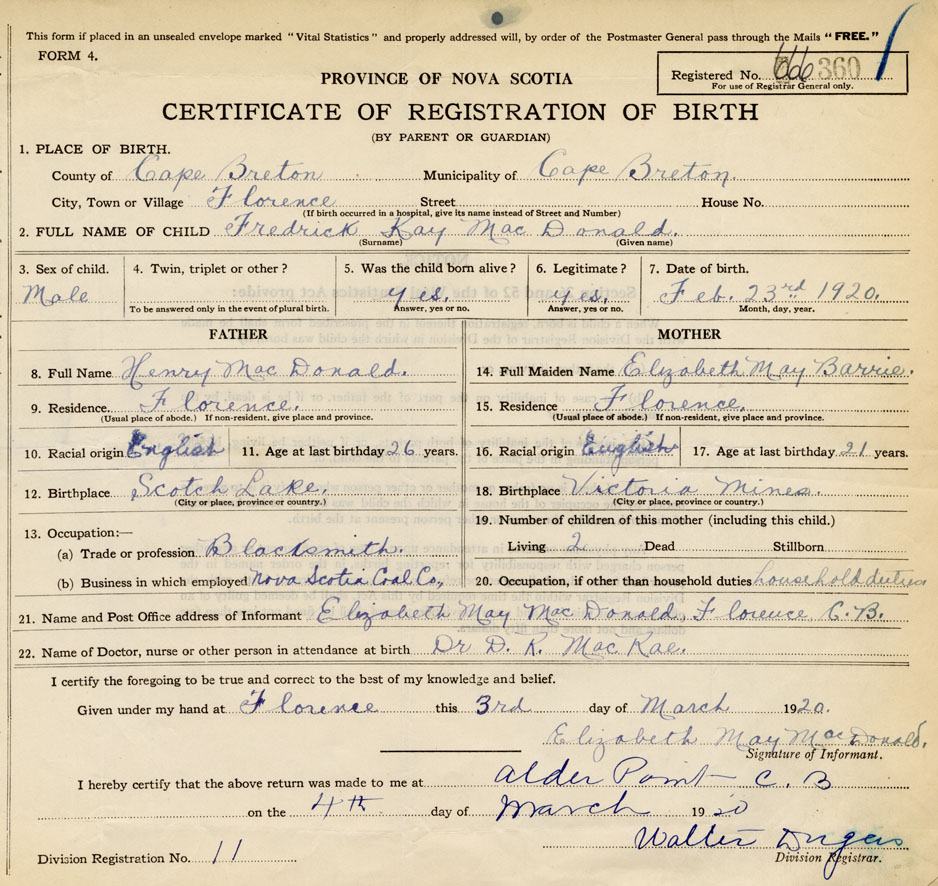 This form if placed in an unsealed envelope marked "Vital Statistics" and properly addressed will, by order of the Postmaster General pass through the Mails "FREE."
FORM 4.
Registered No. 666 360
For use of Registrar General only.
PROVINCE OF NOVA SCOTIA
CERTIFICATE OF REGISTRATION OF BIRTH
(BY PARENT OR GUARDIAN)
1. PLACE OF BIRTH.
County of Cape Breton Municipality of Cape Breton.
City, Town or Village Florence Street House No.
(If birth occurred in a hospital, give its name instead of Street and Number)
2. FULL NAME OF CHILD Fredrick Kay Mac Donald.
(Surname) (Given name)
3. Sex of child. 4. Twin, triplet or other? 5. Was the child born alive? 6. Legitimate? 7. Date of birth.
Male yes. yes. Feb. 23rd 1920.
To be answered only in the event of plural birth. Answer, yes or no. Answer, yes or no. Month, day, year.
FATHER MOTHER
8. Full Name Henry Mac Donald. 14. Full Maiden Name Elizabeth May Barrie.
9. Residence. Florence. 15. Residence Florence.
(Usual place of abode.) If non-resident, give place and province. (Usual place of abode.) If non-resident, give place and province.
10. Racial origin English 11. Age at last birthday 26 years. 16. Racial origin English 17. Age at last birthday 21 years.
12. Birthplace Scotch Lake. 18. Birthplace Victoria Mines.
(City or place, province or country.) (City or place, province or country.)
13. Occupation:— 19. Number of children of this mother (including this child.)
(a) Trade or profession Blacksmith. Living 2 Dead Stillborn
(b) Business in which employed Nova Scotia Coal Co, 20. Occupation, if other than household duties household duties
21. Name and Post Office address of Informant Elizabeth May Mac Donald, Florence C.B.
22. Name of Doctor, nurse or other person in attendance at birth Dr D. K. Mac Rae.
I certify the foregoing to be true and correct to the best of my knowledge and belief.
Given under my hand at Florence this 3rd day of March 1920.
Elizabeth May Mac Donald.
Signature of Informant.
I hereby certify that the above return was made to me at Alder Point C. B
on the 4th day of March 1920
Walter
Division Registrar.
Division Registration No. 11